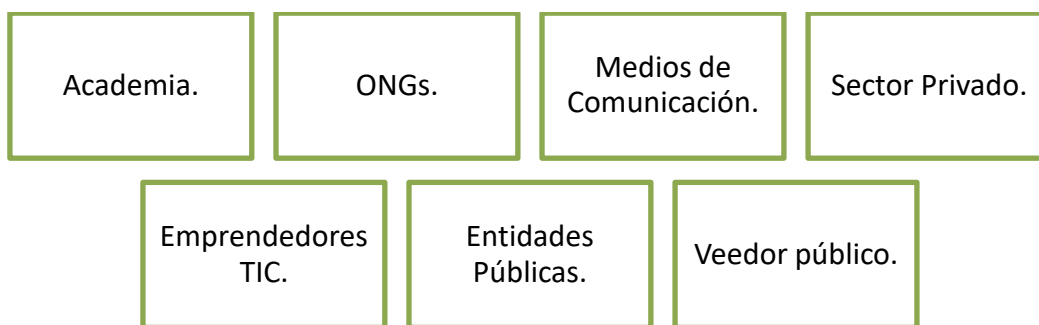 Academia.
ONGs.
Medios de
Comunicación.
Sector Privado.
Emprendedores
TIC.
Entidades
Públicas.
Veedor público.